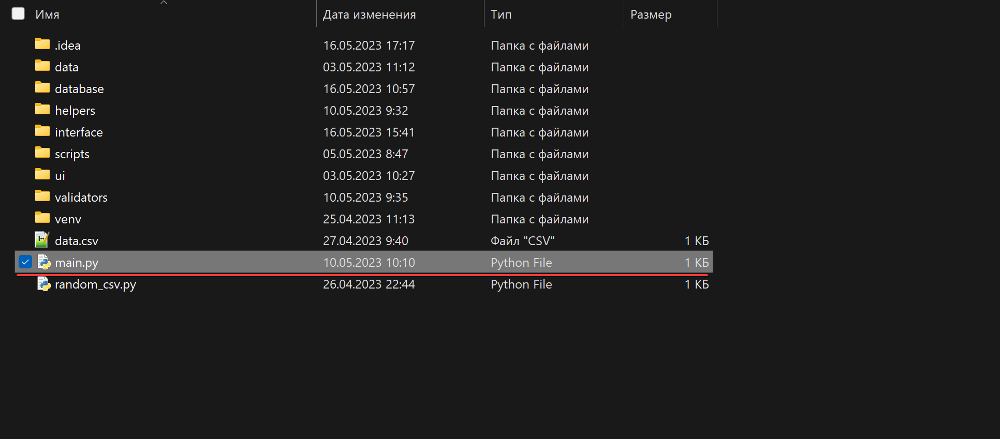 Имя Дата изменения Тип Размер
.idea 16.05.2023 17:17 Папка с файлами
data 03.05.2023 11:12 Папка с файлами
database 16.05.2023 10:57 Папка с файлами
helpers 10.05.2023 9:32 Папка с файлами
interface 16.05.2023 15:41 Папка с файлами
scripts 05.05.2023 8:47 Папка с файлами
ui 03.05.2023 10:27 Папка с файлами
validators 10.05.2023 9:35 Папка с файлами
venv 25.04.2023 11:13 Папка с файлами
data.csv 27.04.2023 9:40 Файл "CSV" 1 КБ
main.py 10.05.2023 10:10 Python File 1 КБ
random_csv.py 26.04.2023 22:44 Python File 1 КБ